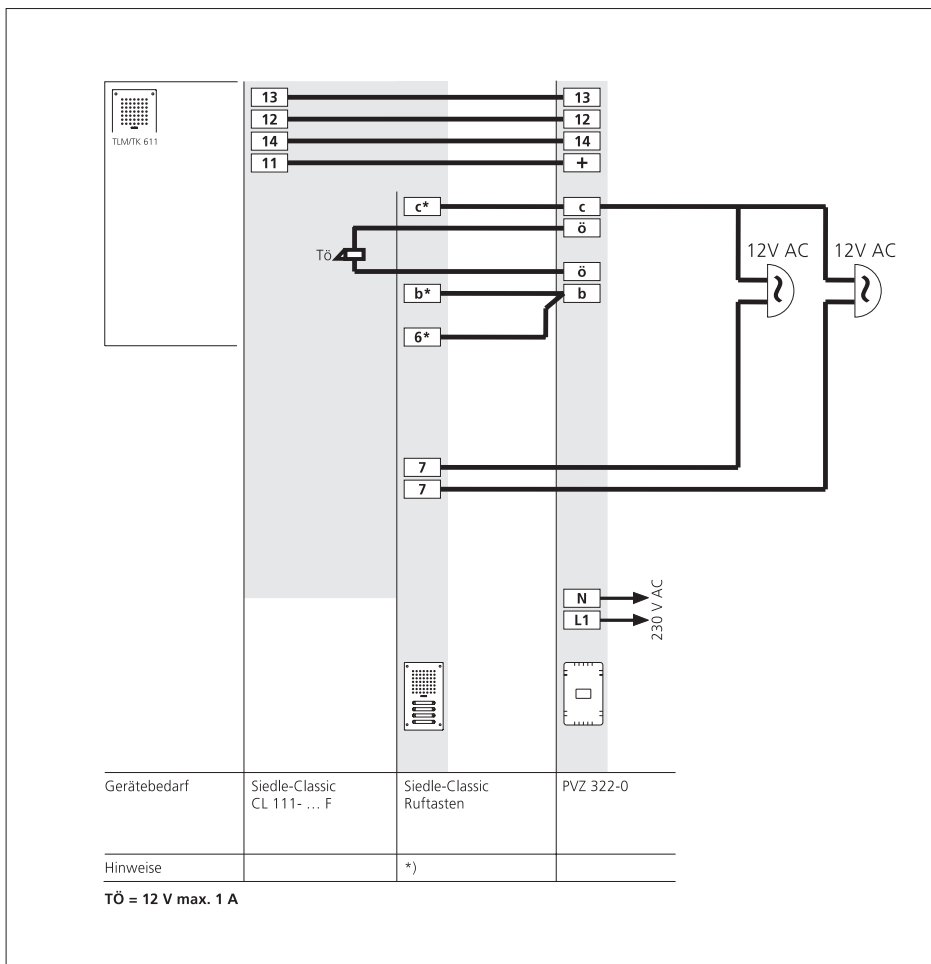 TLM/TK 611
13 13
12 12
14 14
11 +
c* c
ö
Tö
ö
b* b
6*
12V AC 12V AC
7
7
N
L1
230 V AC
Gerätebedarf
Siedle-Classic
CL 111- … F
Siedle-Classic
Ruftasten
PVZ 322-0
Hinweise *)
TÖ = 12 V max. 1 A